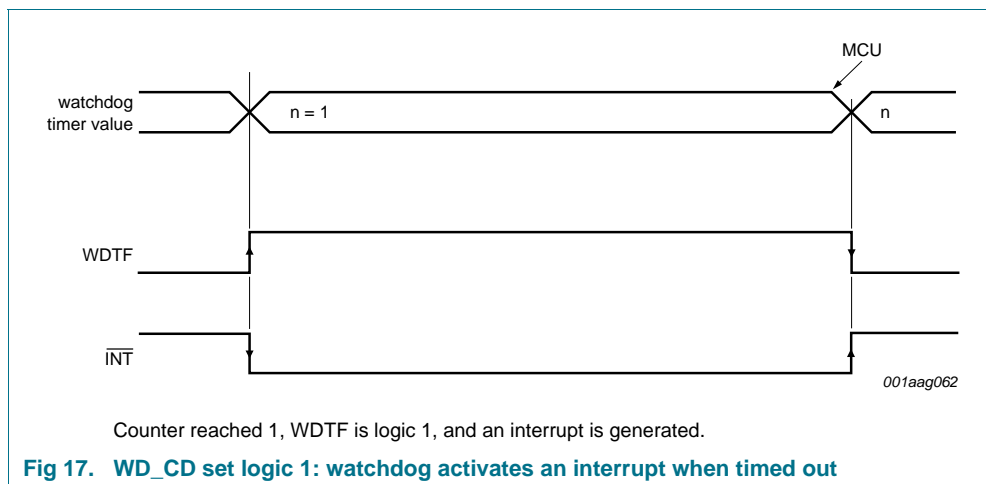 MCU
watchdog
timer value
n = 1
n
WDTF
INT
001aag062
Counter reached 1, WDTF is logic 1, and an interrupt is generated.
Fig 17. WD_CD set logic 1: watchdog activates an interrupt when timed out